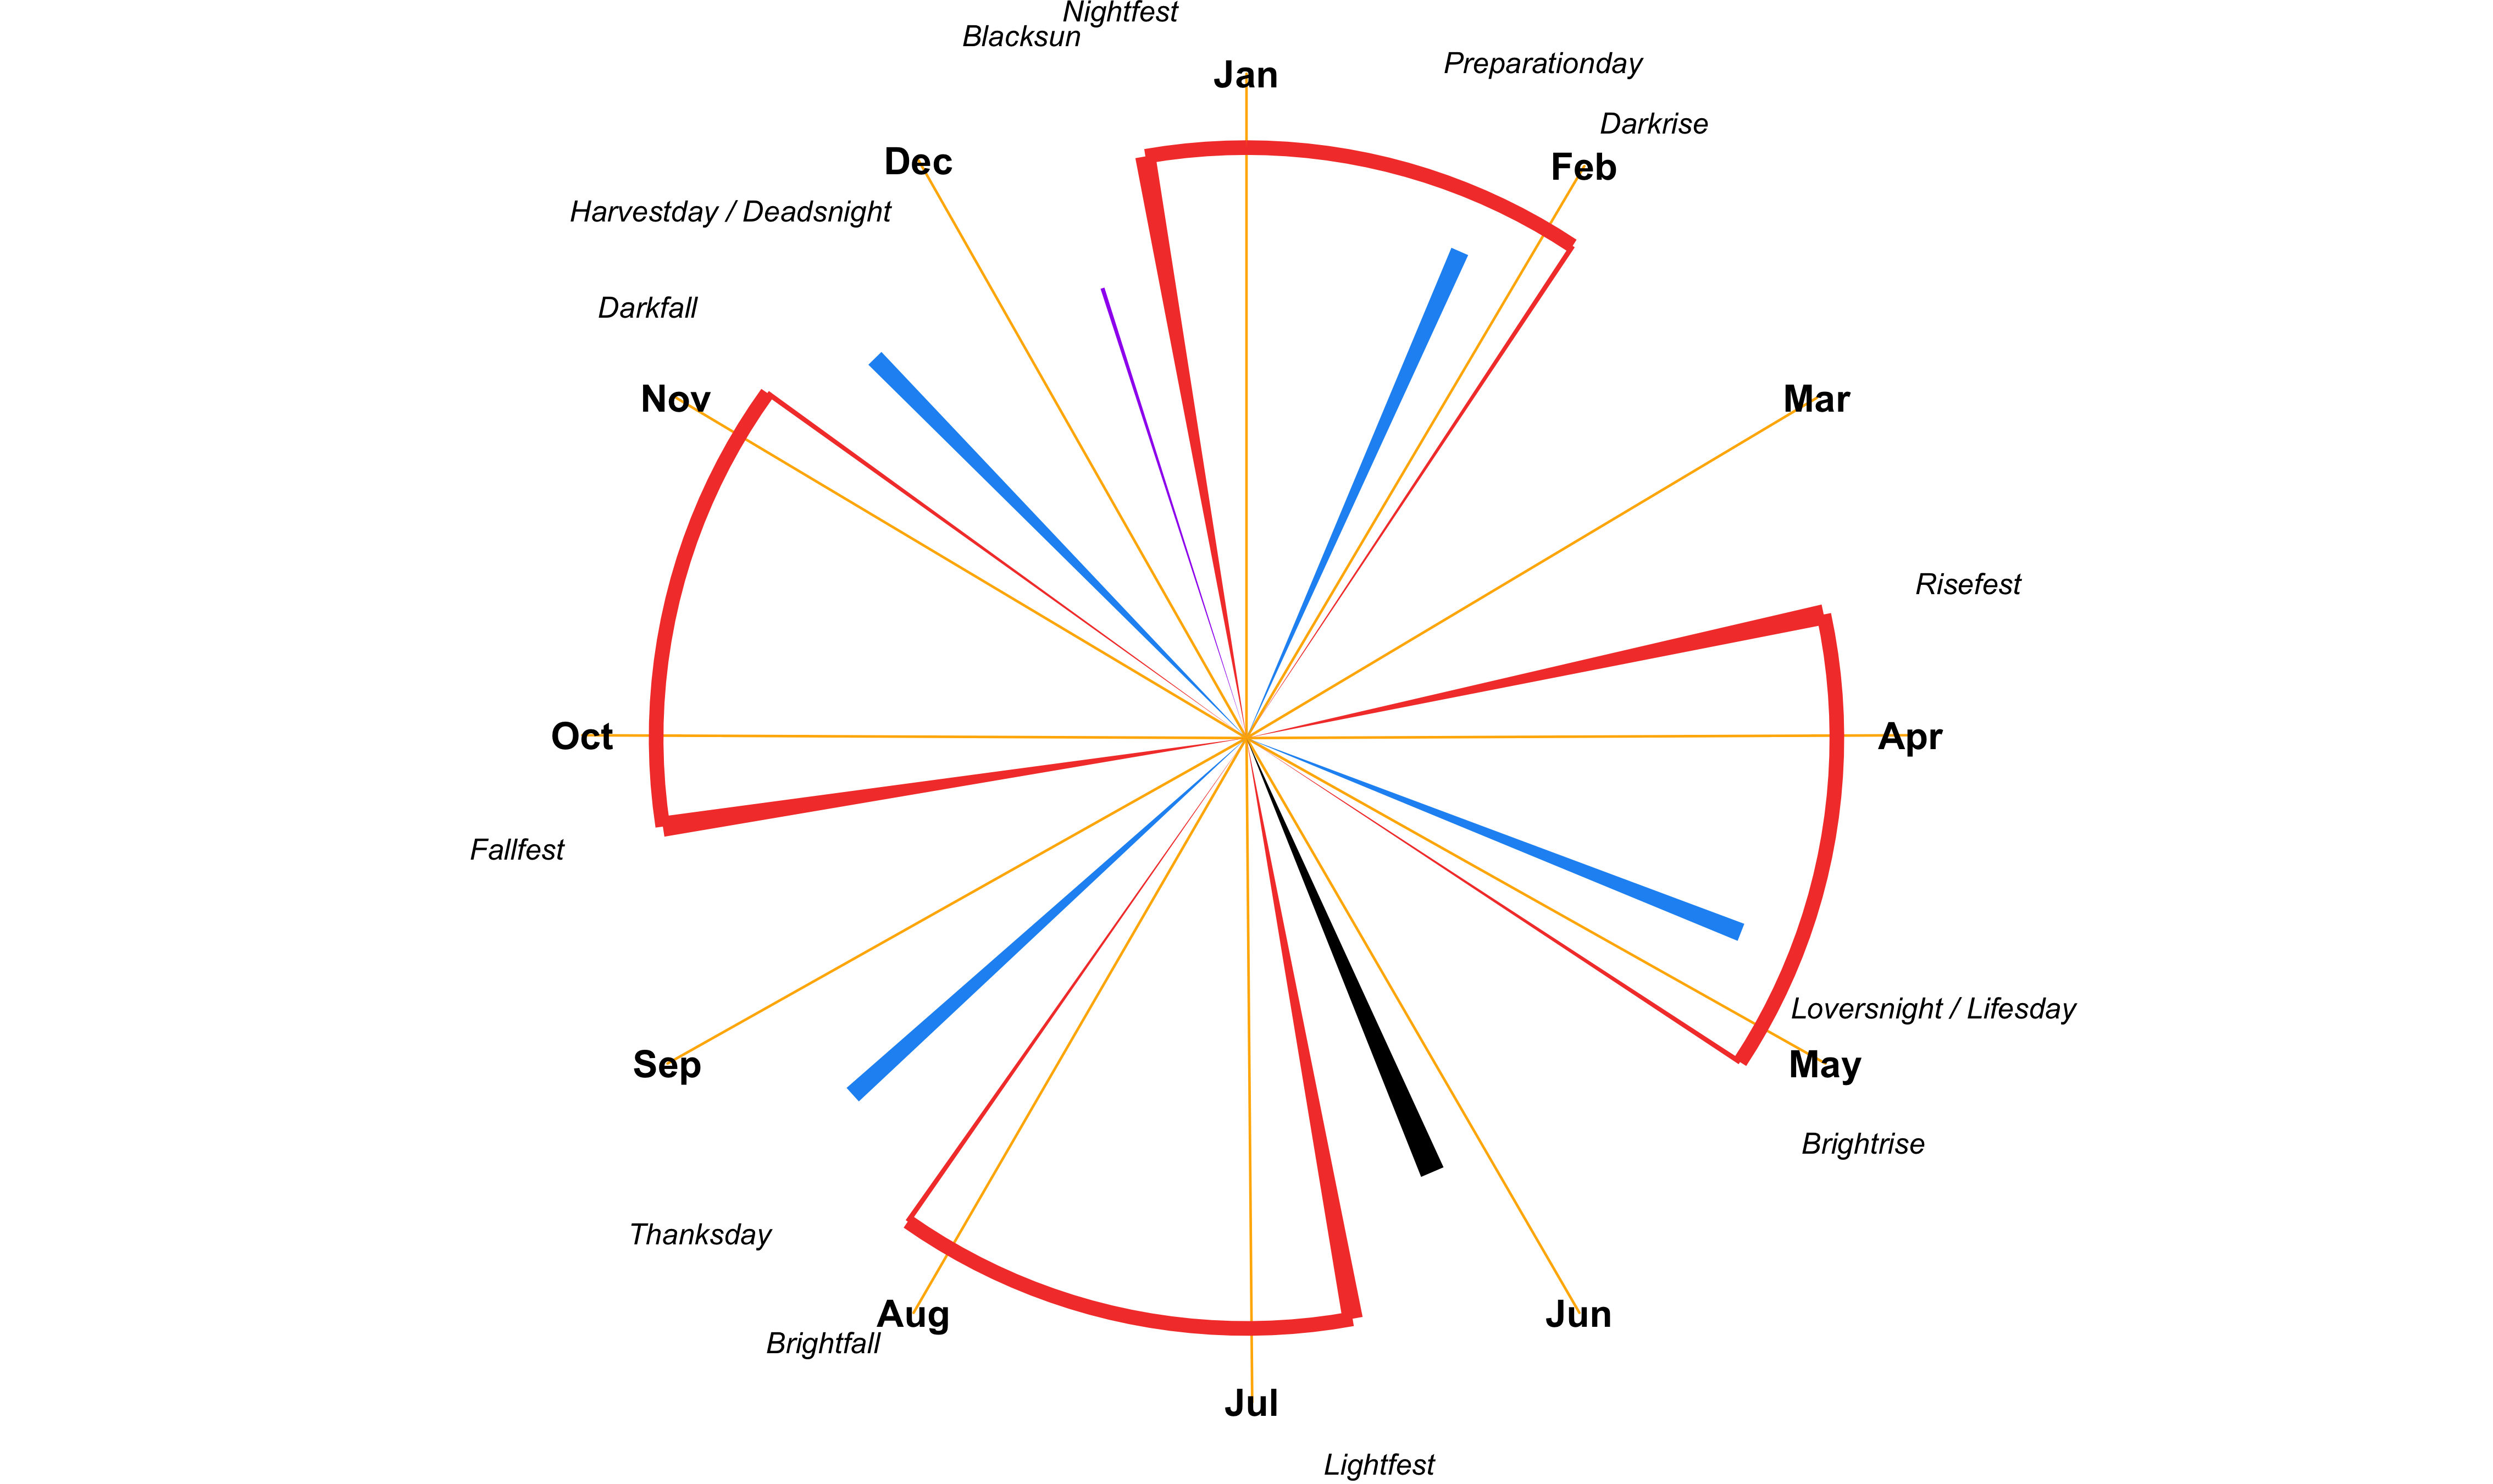 Nightfest
Blacksun
Preparationday
Jan
Darkrise
Dec
Feb
Harvestday / Deadsnight
Darkfall
Nov
Mar
Risefest
Oct
Apr
Fallfest
Loversnight / Lifesday
Sep
May
Brightrise
Thanksday
Aug
Jun
Brightfall
Jul
Lightfest